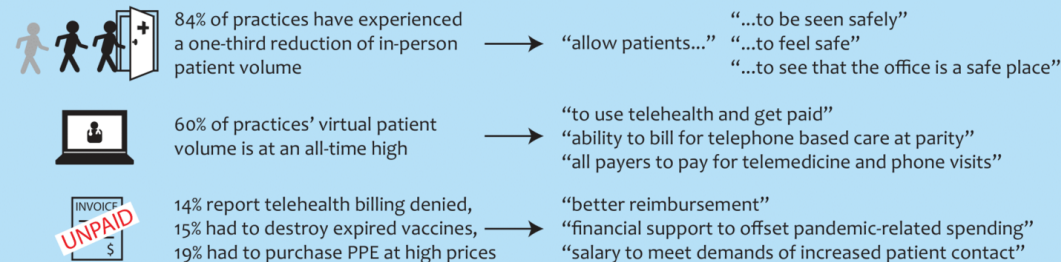 84% of practices have experienced
a one-third reduction of in-person
patient volume
“allow patients...”
“...to be seen safely”
“...to feel safe”
“...to see that the office is a safe place”
60% of practices’ virtual patient
volume is at an all-time high
“to use telehealth and get paid”
“ability to bill for telephone based care at parity”
“all payers to pay for telemedicine and phone visits”
INVOICE
UNPAID
$
14% report telehealth billing denied,
15% had to destroy expired vaccines,
19% had to purchase PPE at high prices
“better reimbursement”
“financial support to offset pandemic-related spending”
“salary to meet demands of increased patient contact”